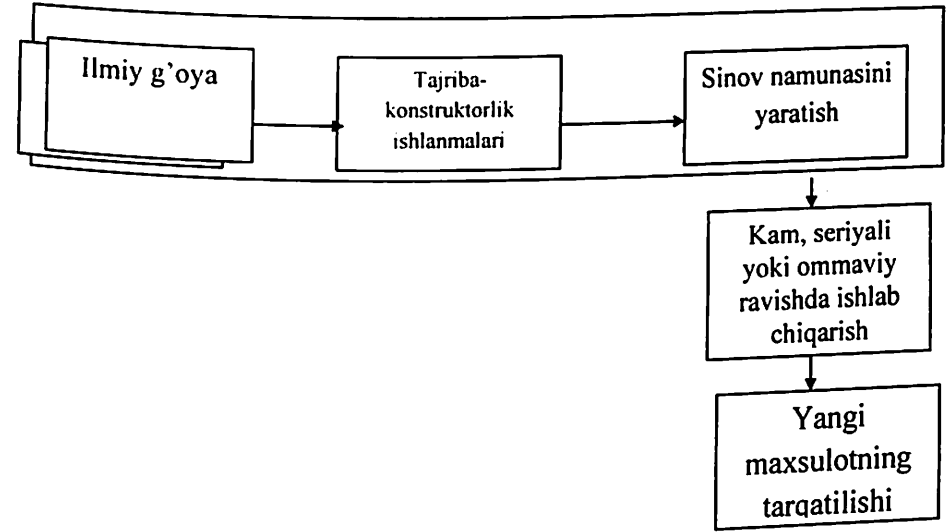 Ilmiy g'oya
Tajriba-
konstruktorlik
ishlanmalari
Sinov namunasini
yaratish
Kam, seriyali
yoki ommaviy
ravishda ishlab
chiqarish
Yangi
maxsulotning
tarqatilishi